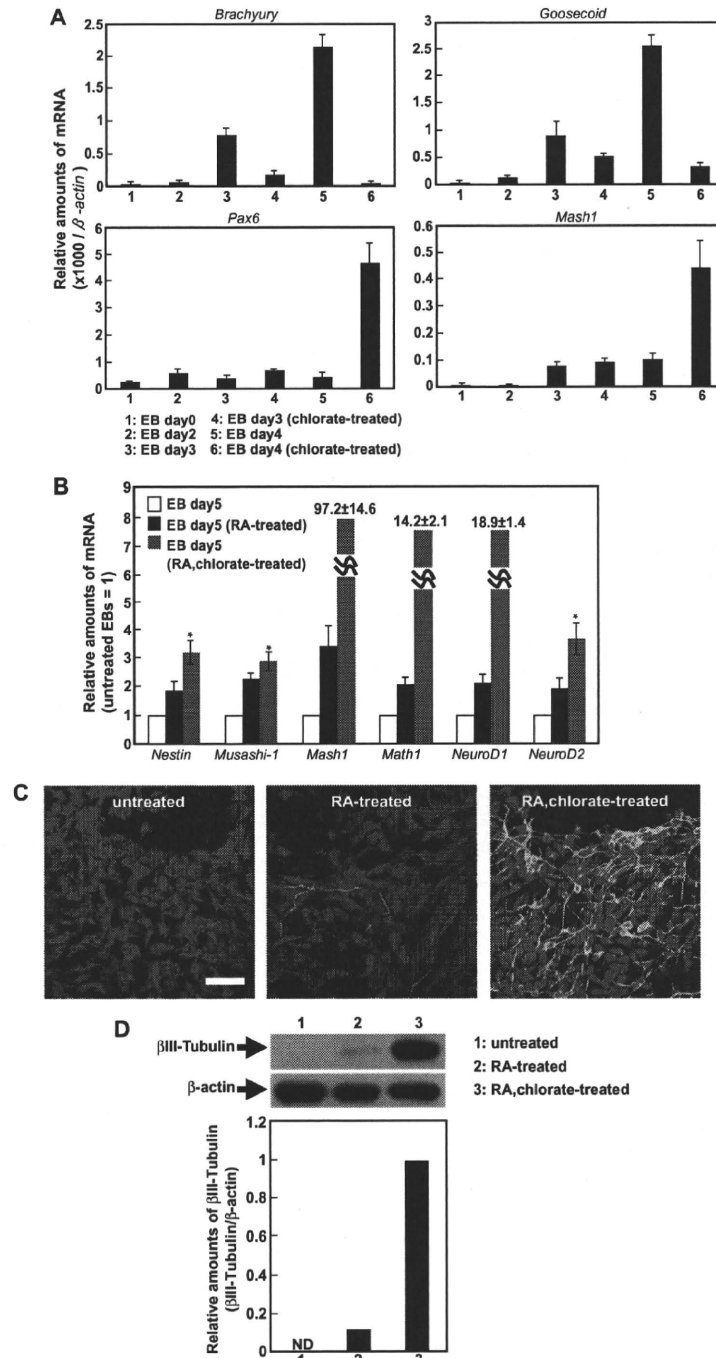 A
Brachyury
Goosecoid
Relative amounts of mRNA
(x1000 / β-actin)
2.5
2
1.5
1
0.5
0
1 2 3 4 5 6
3
2.5
2
1.5
1
0.5
0
1 2 3 4 5 6
Pax6
Mash1
6
5
4
3
2
1
0
1 2 3 4 5 6
0.6
0.5
0.4
0.3
0.2
0.1
0
1 2 3 4 5 6
1: EB day0 4: EB day3 (chlorate-treated)
2: EB day2 5: EB day4
3: EB day3 6: EB day4 (chlorate-treated)
B
Relative amounts of mRNA
(untreated EBs = 1)
9
8
7
6
5
4
3
2
1
0
EB day5
EB day5 (RA-treated)
EB day5
(RA,chlorate-treated)
97.2±14.6
14.2±2.1
18.9±1.4
* * *
Nestin Musashi-1 Mash1 Math1 NeuroD1 NeuroD2
C
untreated RA-treated RA,chlorate-treated
D
1 2 3
βIII-Tubulin
β-actin
1: untreated
2: RA-treated
3: RA,chlorate-treated
Relative amounts of βIII-Tubulin
(βIII-Tubulin/β-actin)
1.2
1
0.8
0.6
0.4
0.2
0
ND
1 2 3